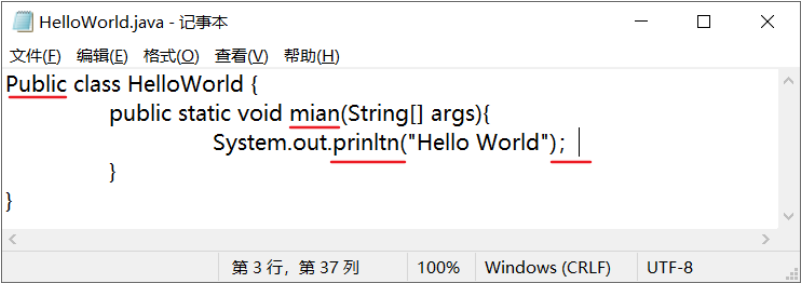 HelloWorld.java - 记事本
文件(F) 编辑(E) 格式(O) 查看(V) 帮助(H)
Public class HelloWorld {
public static void mian(String[] args){
System.out.prinltn("Hello World")；
}
}
第 3 行，第 37 列 100% Windows (CRLF) UTF-8